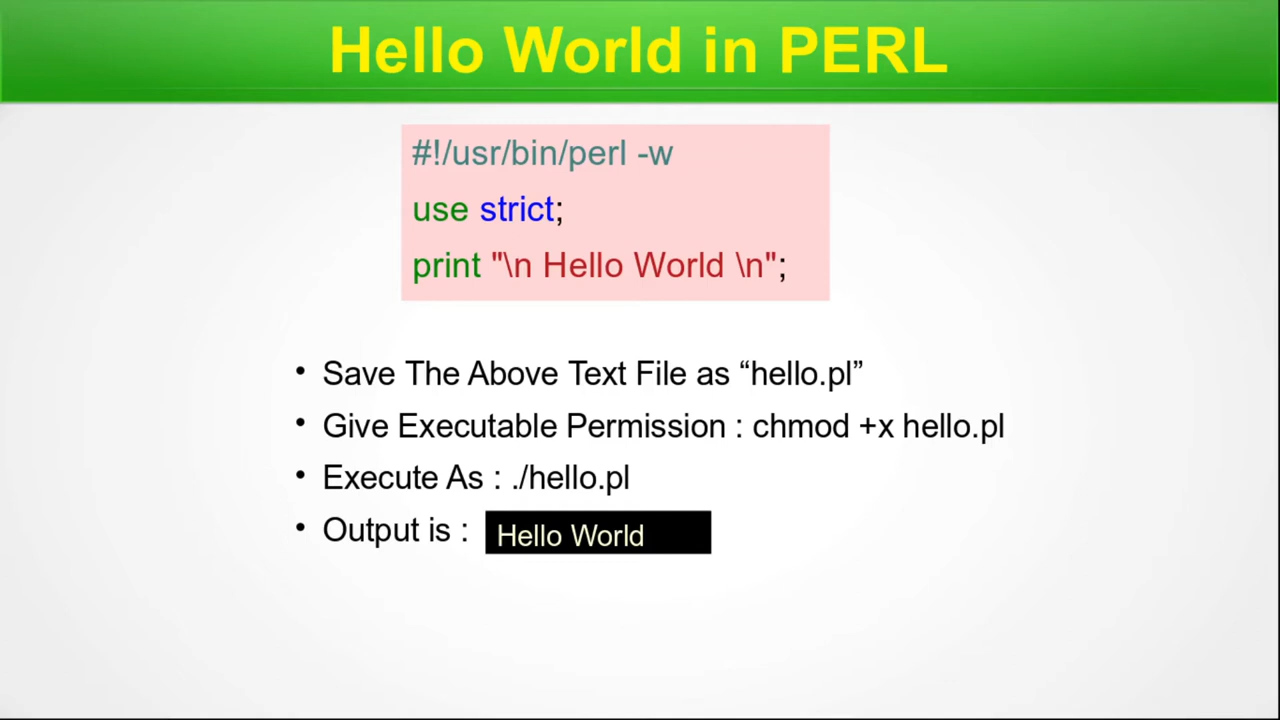 Hello World in PERL
#!/usr/bin/perl -w
use strict;
print "\n Hello World \n";
• Save The Above Text File as “hello.pl”
• Give Executable Permission : chmod +x hello.pl
• Execute As : ./hello.pl
• Output is : Hello World